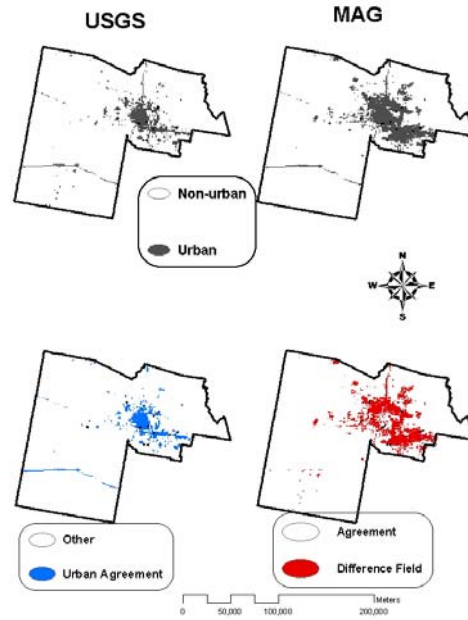 USGS MAG
Non-urban
Urban
N
W E
S
Other
Urban Agreement
Agreement
Difference Field
Meters
0 50,000 100,000 200,000